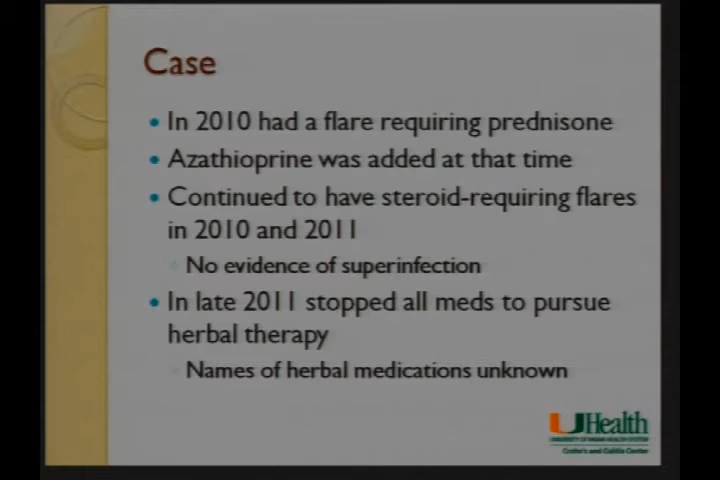 Case
In 2010 had a flare requiring prednisone
Azathioprine was added at that time
Continued to have steroid-requiring flares
in 2010 and 2011
No evidence of superinfection
In late 2011 stopped all meds to pursue
herbal therapy
Names of herbal medications unknown
UHealth
UNIVERSITY OF MIAMI HEALTH SYSTEM
Crohn's and Colitis Center